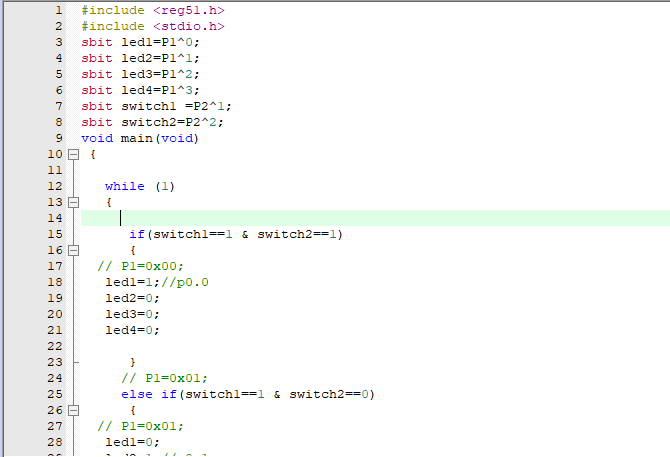 1 #include <reg51.h>
2 #include <stdio.h>
3 sbit led1=P1^0;
4 sbit led2=P1^1;
5 sbit led3=P1^2;
6 sbit led4=P1^3;
7 sbit switch1 =P2^1;
8 sbit switch2=P2^2;
9 void main(void)
10 {
11
12 while (1)
13 {
14
15 if(switch1==1 & switch2==1)
16 {
17 // P1=0x00;
18 led1=1;//p0.0
19 led2=0;
20 led3=0;
21 led4=0;
22
23 }
24 // P1=0x01;
25 else if(switch1==1 & switch2==0)
26 {
27 // P1=0x01;
28 led1=0;